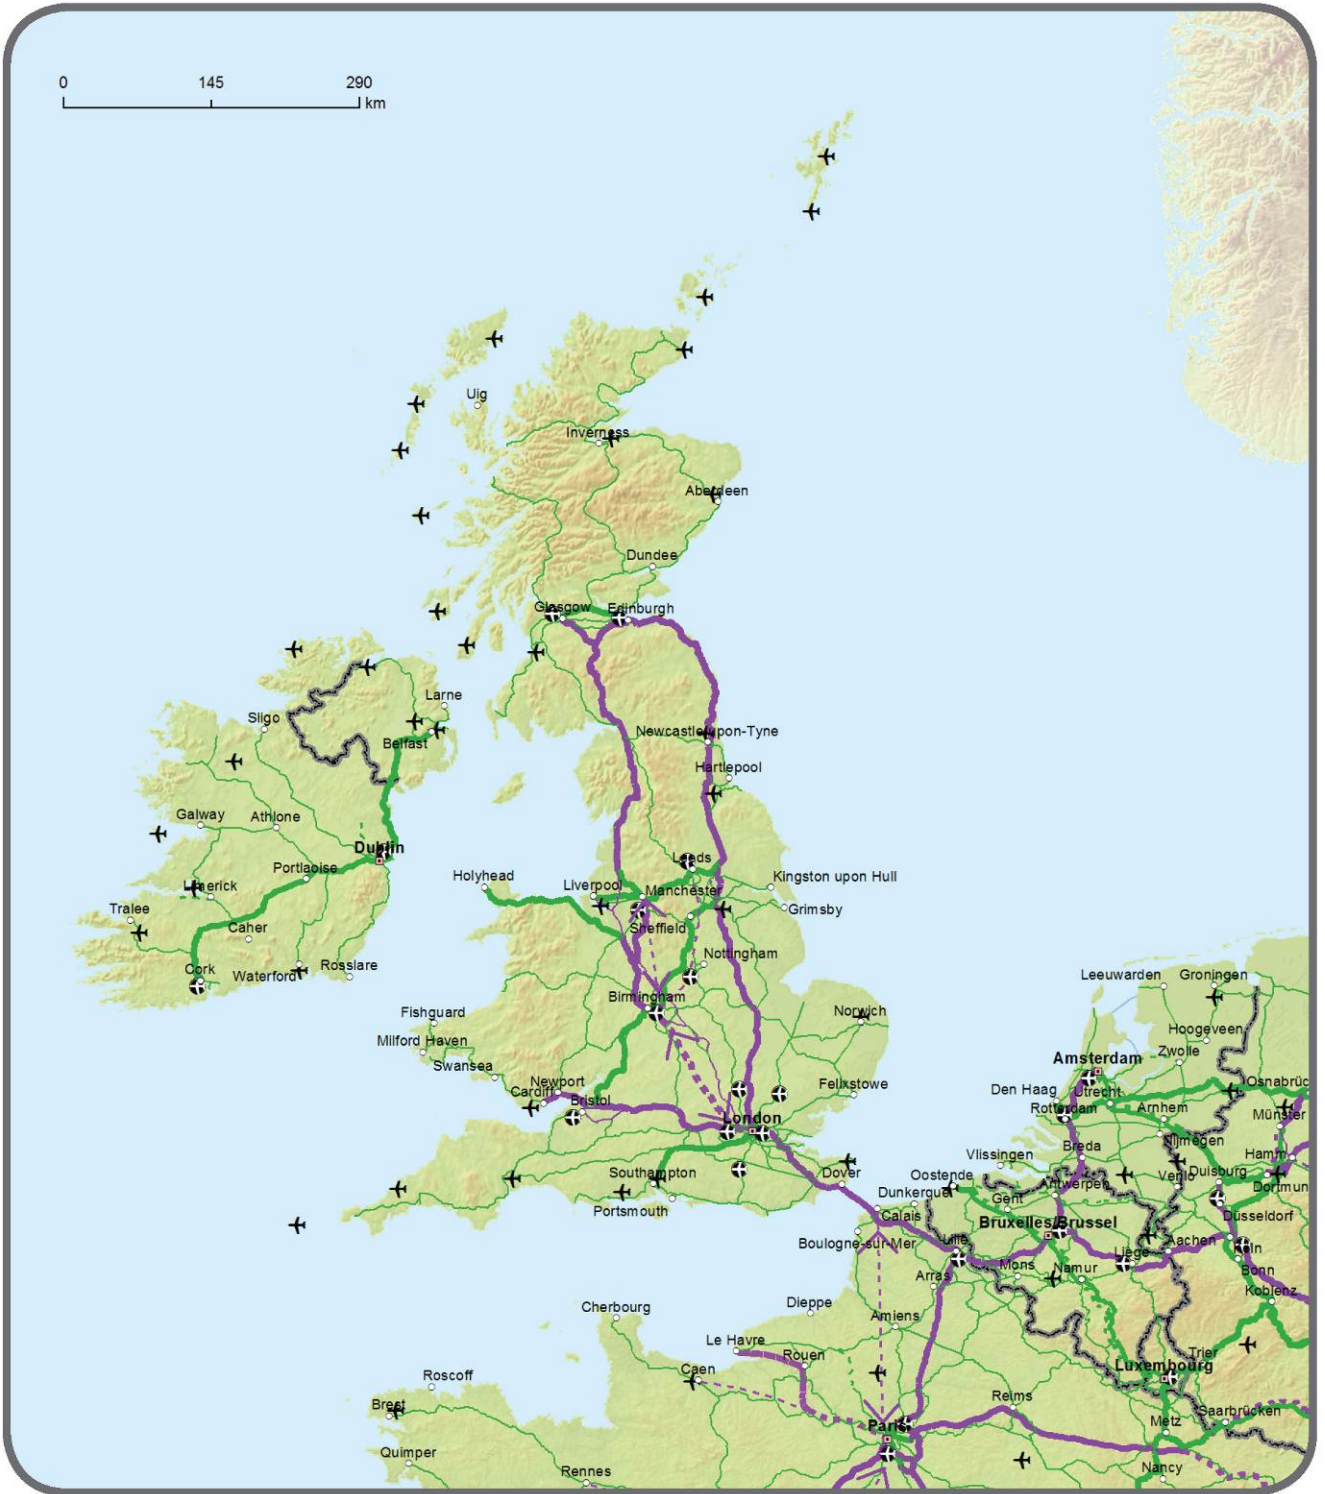 0 145 290
km
Uig
Inverness
Aberdeen
Dundee
Glasgow Edinburgh
Larne
Sligo
Belfast
Newcastle-upon-Tyne
Hartlepool
Galway Athlone
Dublin
Portlaoise
Leeds
Holyhead
Liverpool Manchester
Kingston upon Hull
Limerick
Tralee
Grimsby
Caher
Sheffield
Nottingham
Cork
Waterford Rosslare
Birmingham
Leeuwarden Groningen
Fishguard
Norwich
Milford Haven
Hoogeveen
Swansea
Zwolle
Amsterdam
Newport
Cardiff
Bristol
Felixstowe
Den Haag Utrecht
Osnabrüc
Rotterdam Arnhem
Münster
London
Nijmegen
Breda
Hamm
Vlissingen
Southampton
Dover
Oostende
Venlo Duisburg
Dortmun
Antwerpen
Gent
Dunkerque
Portsmouth
Calais
Düsseldorf
Bruxelles/Brussel
Boulogne-sur-Mer
Lille
Liege Aachen
Köln
Mons Namur
Bonn
Arras
Koblenz
Cherbourg
Dieppe
Amiens
Le Havre
Rouen
Trier
Caen
Luxembourg
Roscoff
Reims
Brest
Saarbrücken
Paris
Metz
Quimper
Rennes
Nancy